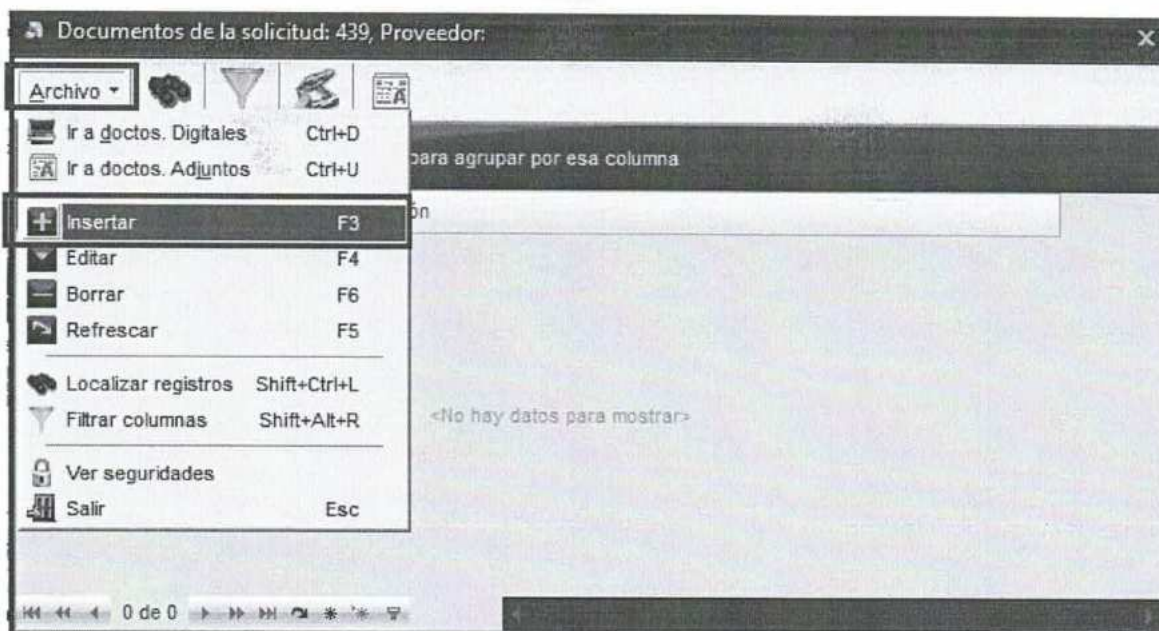 Documentos de la solicitud: 439, Proveedor:
Archivo
Ir a doctos. Digitales Ctrl+D
Ir a doctos. Adjuntos Ctrl+U
para agrupar por esa columna
Insertar F3
ón
Editar F4
Borrar F6
Refrescar F5
Localizar registros Shift+Ctrl+L
Filtrar columnas Shift+Alt+R
<No hay datos para mostrar>
Ver seguridades
Salir Esc
0 de 0